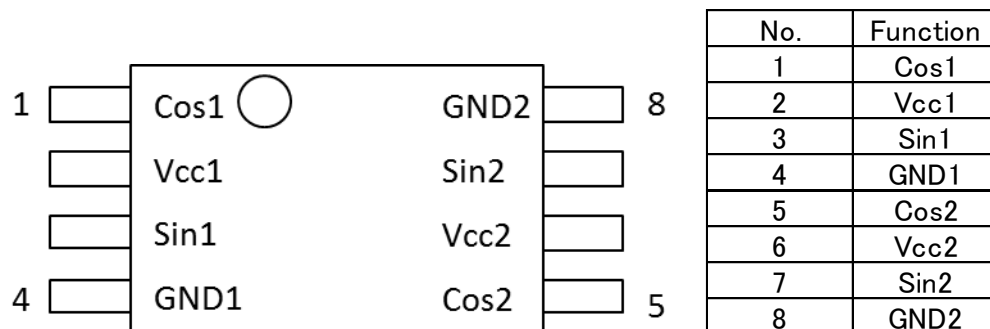 1 Cos1 GND2 8
Vcc1 Sin2
Sin1 Vcc2
4 GND1 Cos2 5
No. Function
1 Cos1
2 Vcc1
3 Sin1
4 GND1
5 Cos2
6 Vcc2
7 Sin2
8 GND2